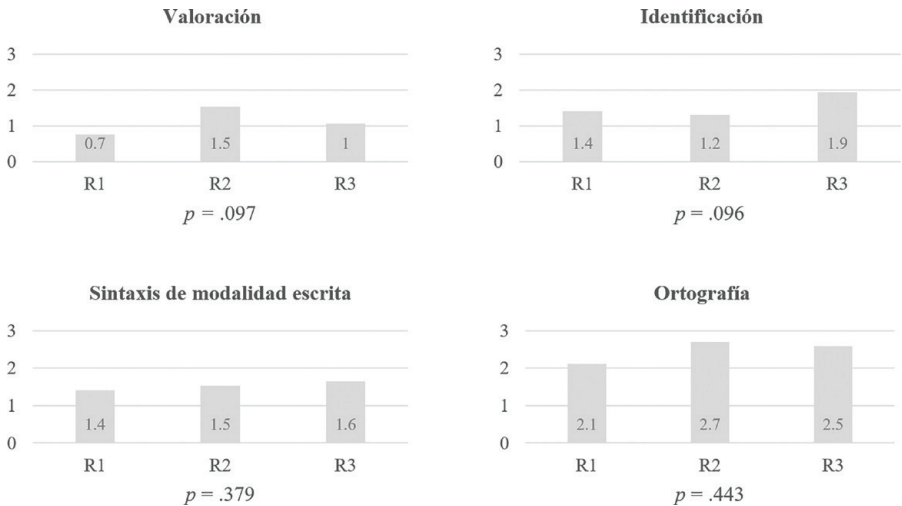 Valoración
3
2
1
0
0.7
1.5
1
R1
R2
R3
p = .097
Identificación
3
2
1
0
1.4
1.2
1.9
R1
R2
R3
p = .096
Sintaxis de modalidad escrita
3
2
1
0
1.4
1.5
1.6
R1
R2
R3
p = .379
Ortografía
3
2
1
0
2.1
2.7
2.5
R1
R2
R3
p = .443